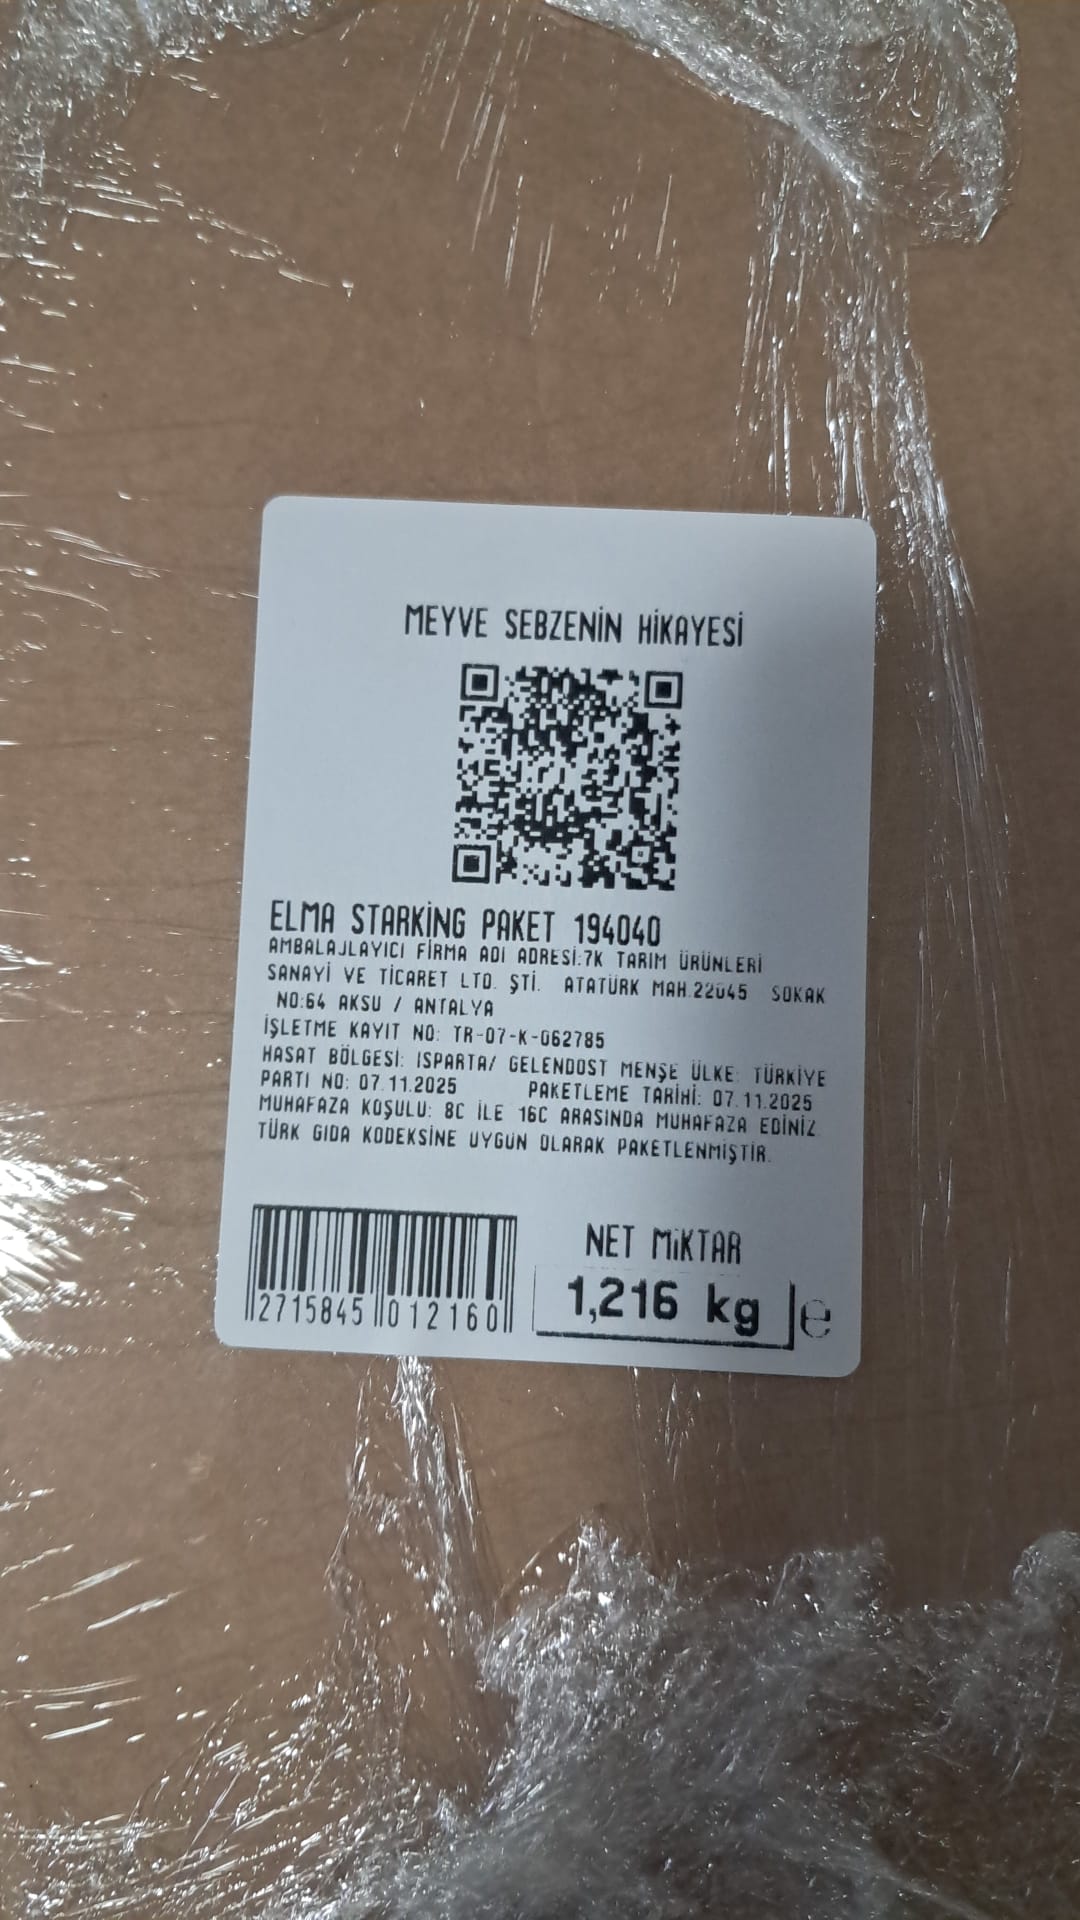 MEYVE SEBZENİN HİKAYESİ
ELMA STARKİNG PAKET 194040
AMBALAJLAYICI FİRMA ADI ADRESİ:7K TARIM ÜRÜNLERİ
SANAYİ VE TİCARET LTD. ŞTİ. ATATÜRK MAH.22045 SOKAK
NO:64 AKSU / ANTALYA
İŞLETME KAYIT NO: TR-07-K-062785
HASAT BÖLGESİ: ISPARTA/ GELENDOST MENŞE ÜLKE: TÜRKİYE
PARTI NO: 07.11.2025 PAKETLEME TARİHİ: 07.11.2025
MUHAFAZA KOŞULU: 8C İLE 16C ARASINDA MUHAFAZA EDİNİZ
TÜRK GIDA KODEKSİNE UYGUN OLARAK PAKETLENMİŞTİR.
NET MİKTAR
1,216 kg e
2715845 012160